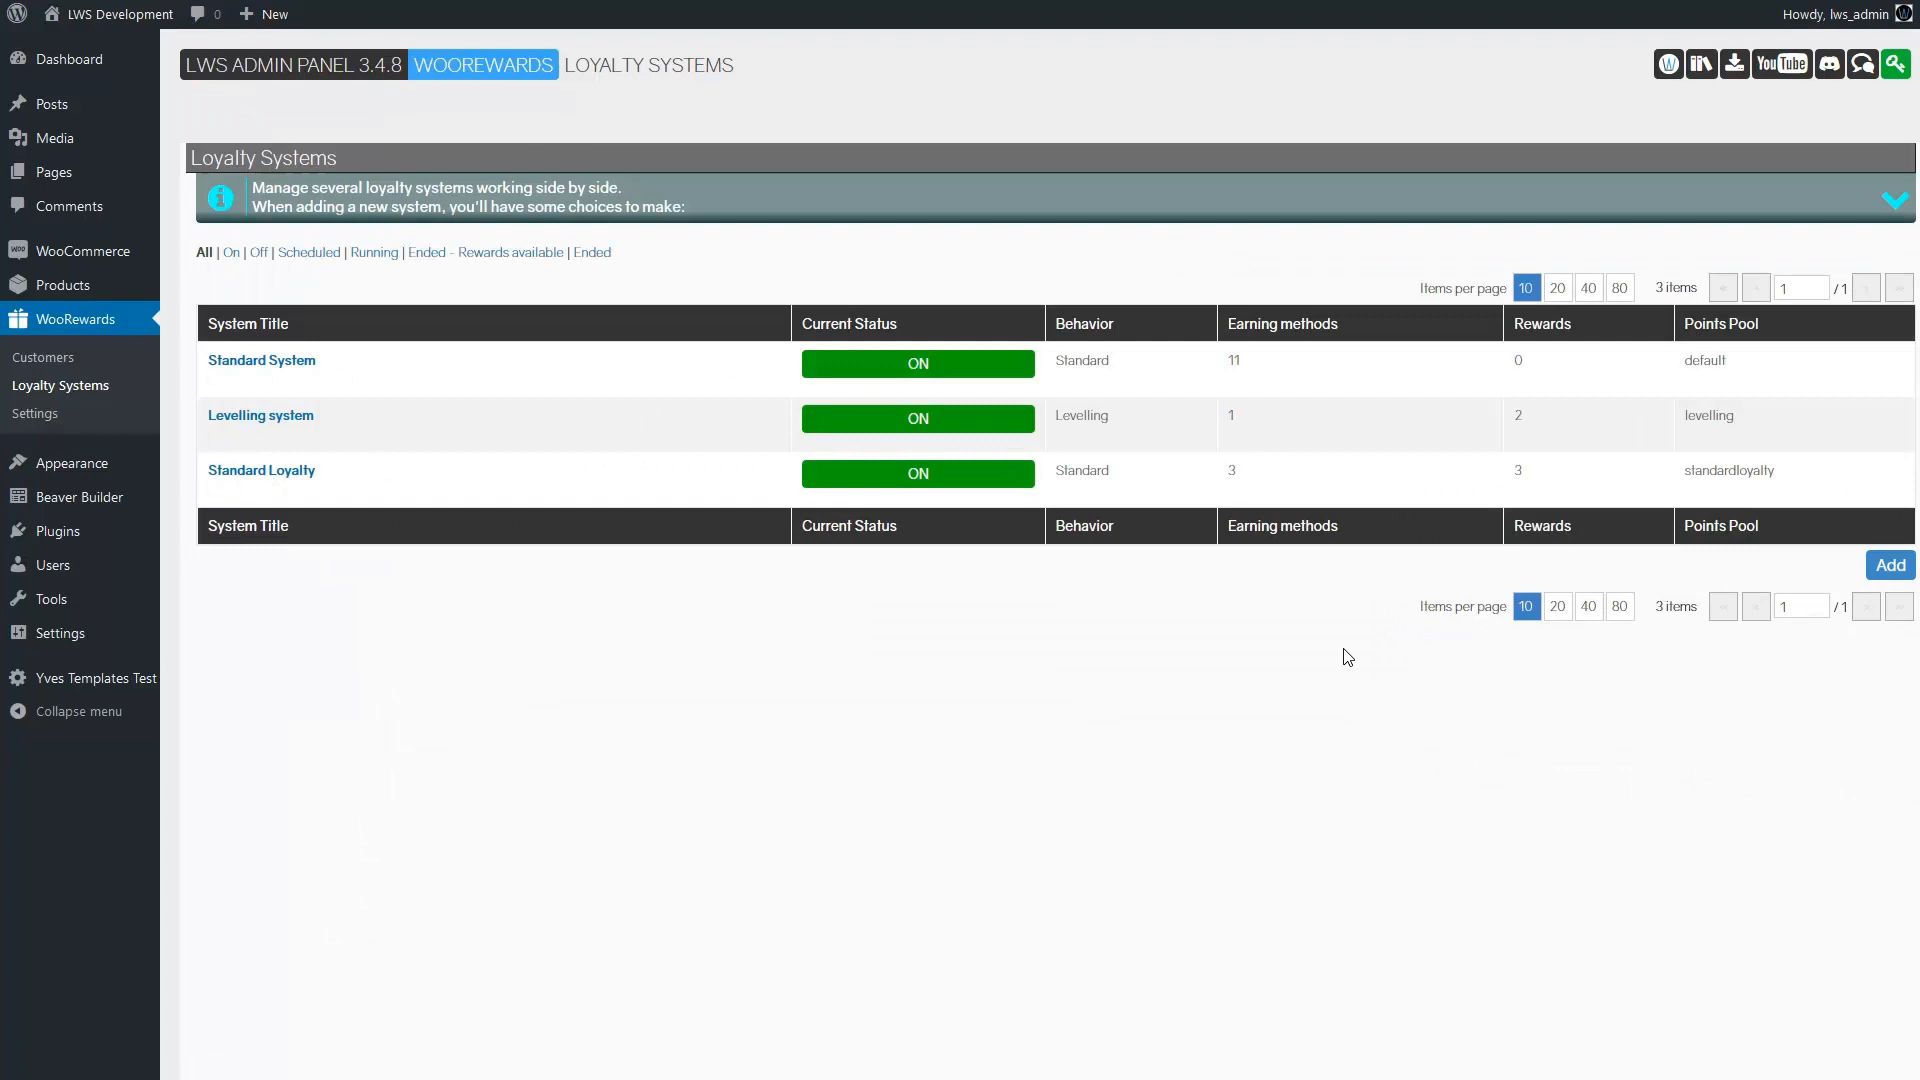 LWS Development 0 New Howdy, lws_admin
LWS ADMIN PANEL 3.4.8 WOOREWARDS LOYALTY SYSTEMS You Tube
Dashboard
Posts
Media
Pages
Comments
WooCommerce
Products
WooRewards
Customers
Loyalty Systems
Settings
Appearance
Beaver Builder
Plugins
Users
Tools
Settings
Yves Templates Test
Collapse menu
Loyalty Systems
Manage several loyalty systems working side by side.
When adding a new system, you'll have some choices to make:
All | On | Off | Scheduled | Running | Ended - Rewards available | Ended
Items per page 10 20 40 80 3 items « ‹ 1 / 1 › »
System Title Current Status Behavior Earning methods Rewards Points Pool
Standard System ON Standard 11 0 default
Levelling system ON Levelling 1 2 levelling
Standard Loyalty ON Standard 3 3 standardloyalty
System Title Current Status Behavior Earning methods Rewards Points Pool
Add
Items per page 10 20 40 80 3 items « ‹ 1 / 1 › »